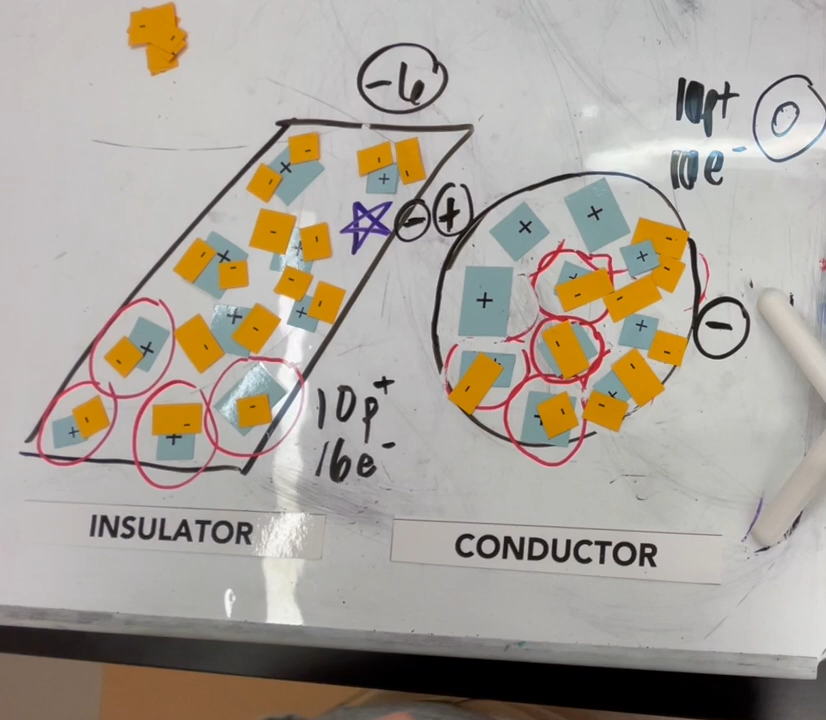 -6
10p+
10e-
0
-
+
-
10p+
16e-
INSULATOR
CONDUCTOR